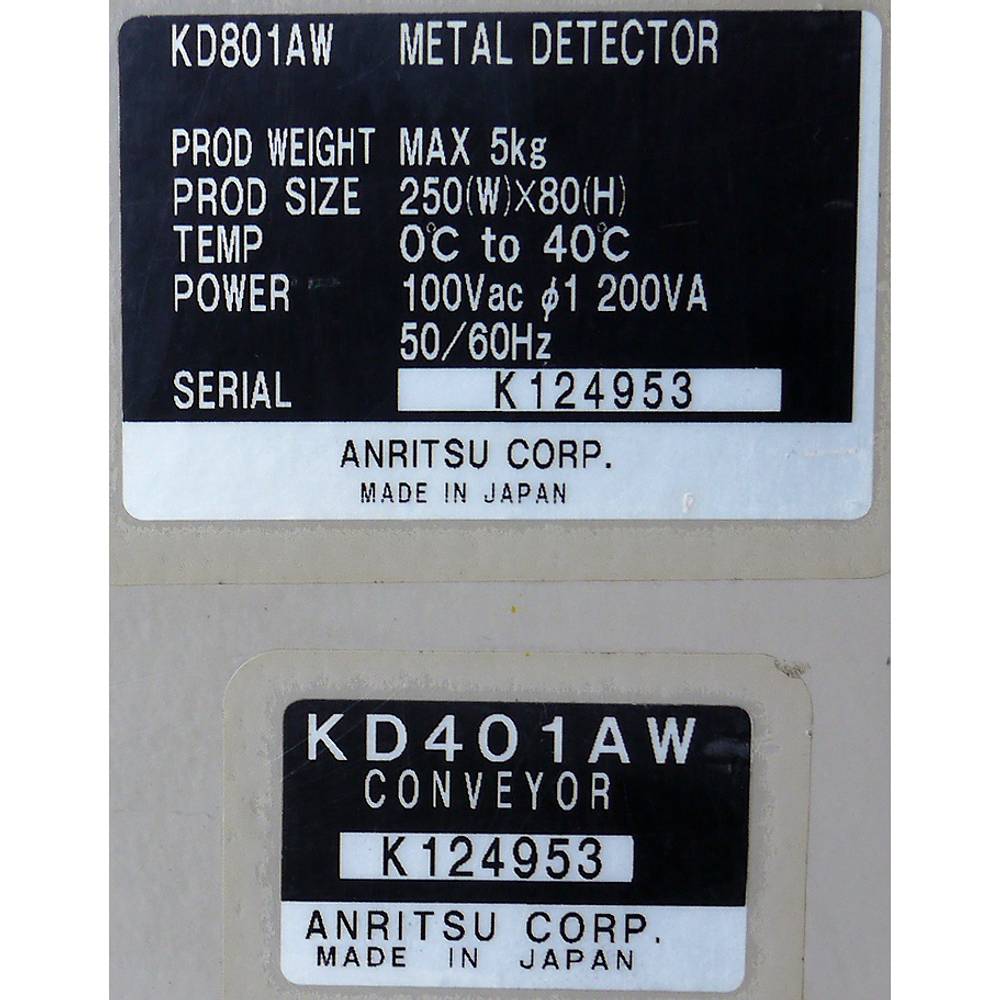 KD801AW METAL DETECTOR
PROD WEIGHT MAX 5kg
PROD SIZE 250(W)×80(H)
TEMP 0℃ to 40℃
POWER 100Vac ϕ1 200VA
50/60Hz
SERIAL K124953
ANRITSU CORP.
MADE IN JAPAN
KD401AW
CONVEYOR
K124953
ANRITSU CORP.
MADE IN JAPAN